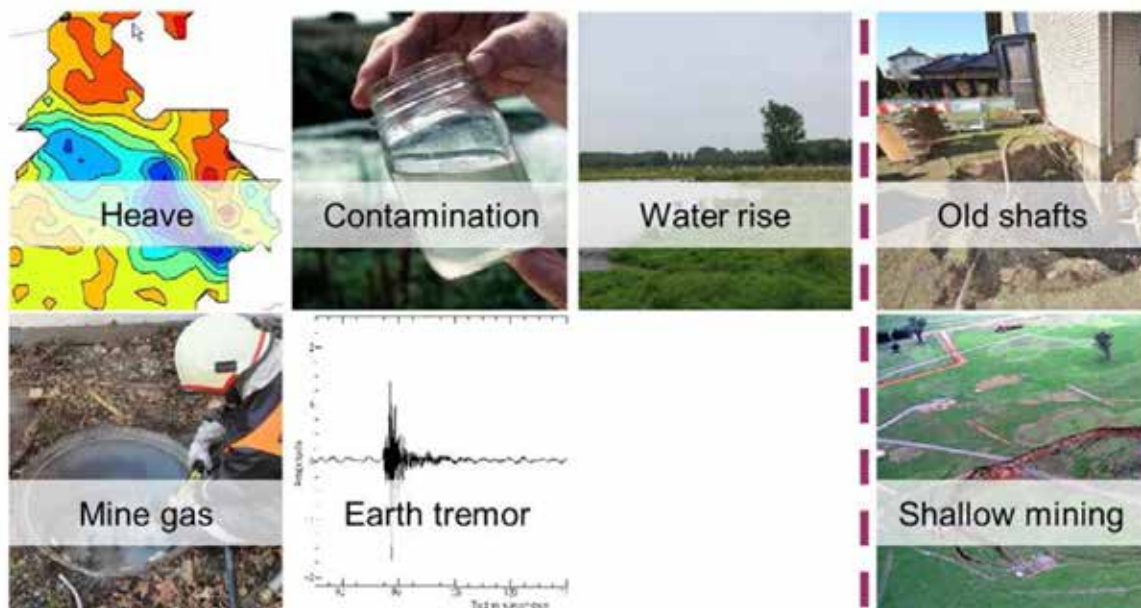 Heave
Contamination
Water rise
Old shafts
Mine gas
Earth tremor
Shallow mining